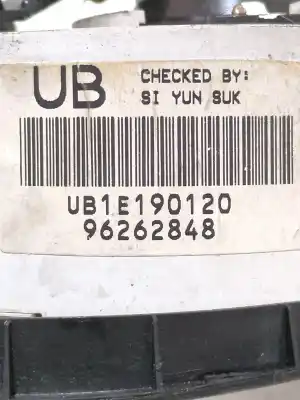 UB CHECKED BY:
SI YUN SUK
UB1E190120
96262848